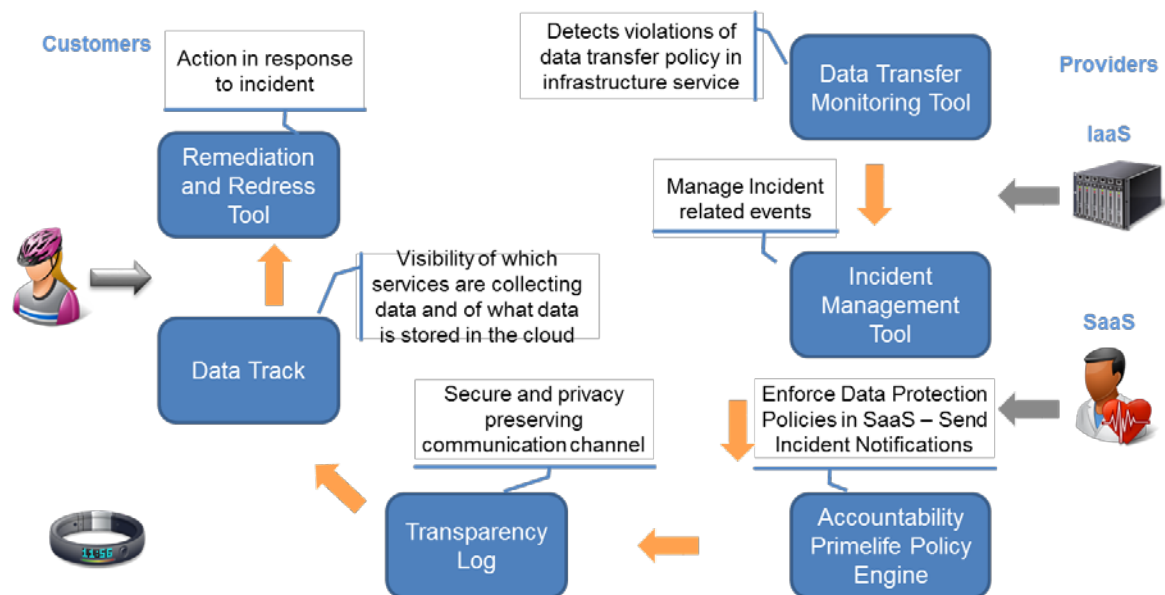 Customers
Action in response
to incident
Remediation
and Redress
Tool
Visibility of which
services are collecting
data and of what data
is stored in the cloud
Data Track
Detects violations of
data transfer policy in
infrastructure service
Data Transfer
Monitoring Tool
Providers
IaaS
Manage Incident
related events
Incident
Management
Tool
SaaS
Secure and privacy
preserving
communication channel
Enforce Data Protection
Policies in SaaS – Send
Incident Notifications
Transparency
Log
Accountability
Primelife Policy
Engine
11:56